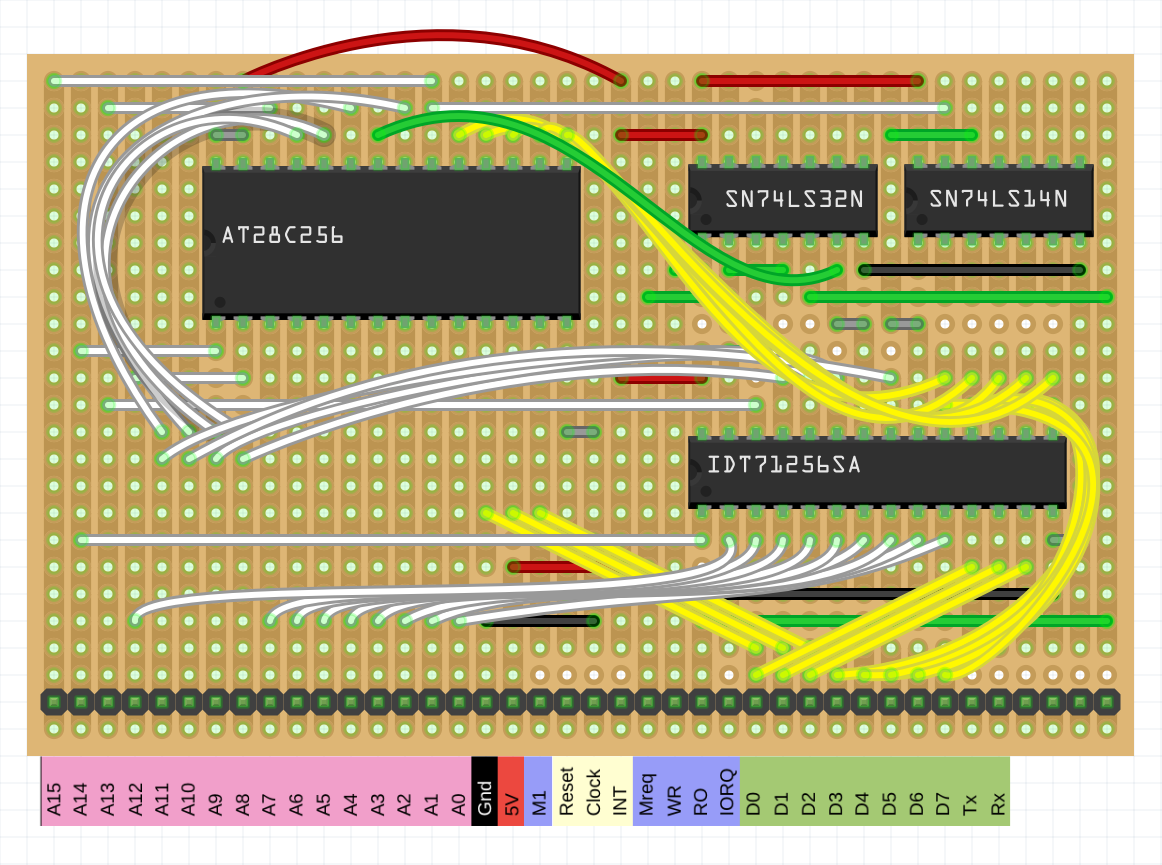 SN74LS32N
SN74LS14N
AT28C256
IDT71256SA
A15
A14
A13
A12
A11
A10
A9
A8
A7
A6
A5
A4
A3
A2
A1
A0
Gnd
5V
M1
Reset
Clock
INT
Mreq
WR
RO
IORQ
D0
D1
D2
D3
D4
D5
D6
D7
Tx
Rx